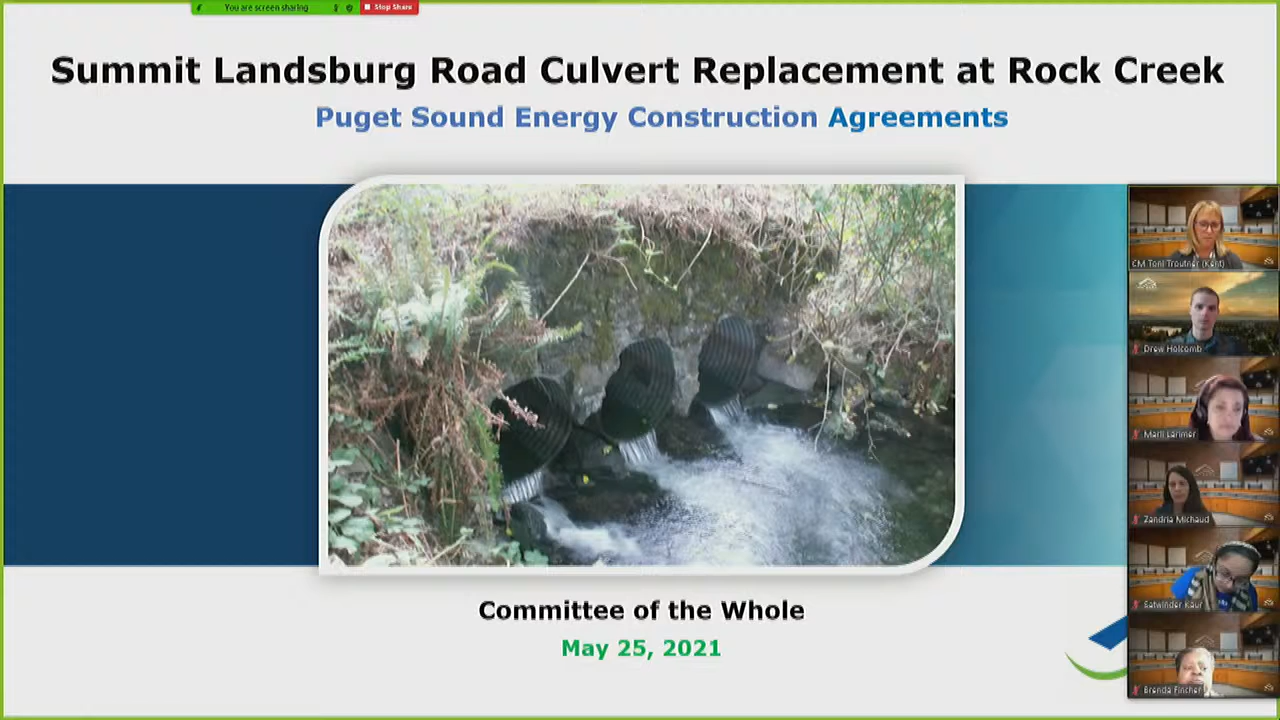 You are screen sharing
Stop Share
Summit Landsburg Road Culvert Replacement at Rock Creek
Puget Sound Energy Construction Agreements
CM Toni Troutner (Kent)
Drew Holcomb
Marli Larimer
Zandria Michaud
Satwinder Kaur
Brenda Fincher
Committee of the Whole
May 25, 2021